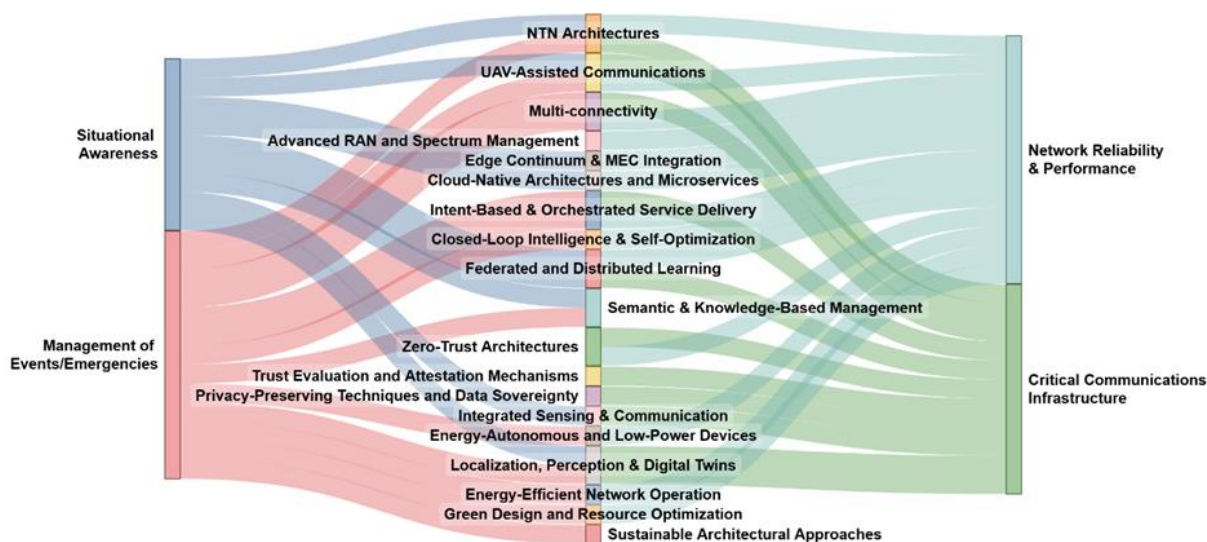 Situational
Awareness
Management of
Events/Emergencies
NTN Architectures
UAV-Assisted Communications
Multi-connectivity
Advanced RAN and Spectrum Management
Edge Continuum & MEC Integration
Cloud-Native Architectures and Microservices
Intent-Based & Orchestrated Service Delivery
Closed-Loop Intelligence & Self-Optimization
Federated and Distributed Learning
Semantic & Knowledge-Based Management
Zero-Trust Architectures
Trust Evaluation and Attestation Mechanisms
Privacy-Preserving Techniques and Data Sovereignty
Integrated Sensing & Communication
Energy-Autonomous and Low-Power Devices
Localization, Perception & Digital Twins
Energy-Efficient Network Operation
Green Design and Resource Optimization
Sustainable Architectural Approaches
Network Reliability
& Performance
Critical Communications
Infrastructure